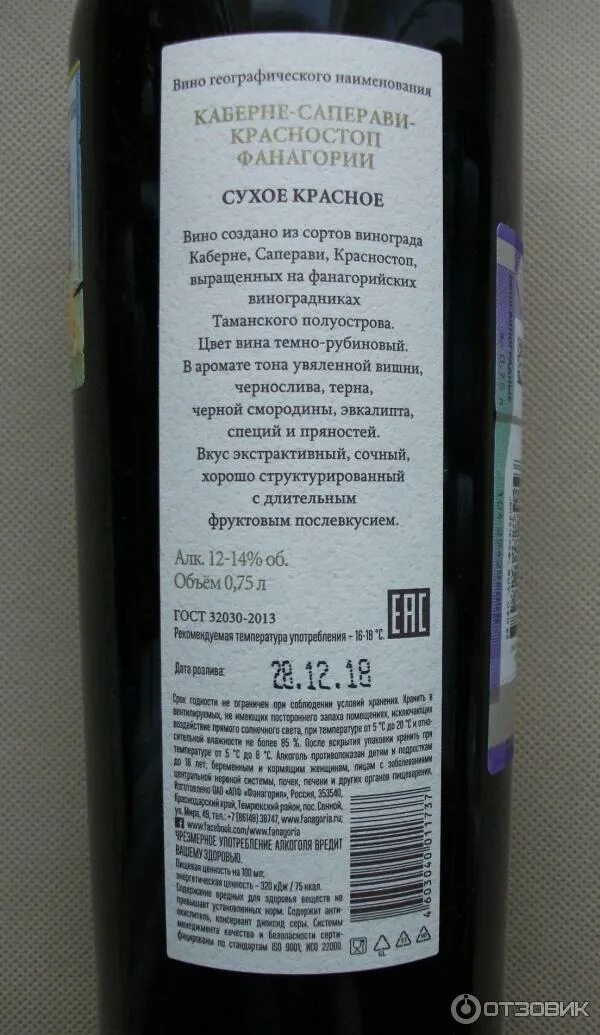 Вино географического наименования
КАБЕРНЕ-САПЕРАВИ-
КРАСНОСТОП
ФАНАГОРИИ
СУХОЕ КРАСНОЕ
Вино создано из сортов винограда
Каберне, Саперави, Красностоп,
выращенных на фанагорийских
виноградниках
Таманского полуострова.
Цвет вина темно-рубиновый.
В аромате тона увяленной вишни,
чернослива, терна,
черной смородины, эвкалипта,
специй и пряностей.
Вкус экстрактивный, сочный,
хорошо структурированный
с длительным
фруктовым послевкусием.
Алк. 12-14% об.
Объём 0,75 л
ГОСТ 32030-2013
Рекомендуемая температура употребления – 16-18 °C.
EAC
Дата розлива:
28.12.18
Срок годности не ограничен при соблюдении условий хранения. Хранить в
вентилируемых, не имеющих постороннего запаха помещениях, исключающих
воздействие прямого солнечного света, при температуре от 5 °C до 20 °C и отно-
сительной влажности не более 85 %. После вскрытия упаковки хранить при
температуре от 5 °C до 8 °C. Алкоголь противопоказан детям и подросткам
до 18 лет, беременным и кормящим женщинам, лицам с заболеваниями
центральной нервной системы, почек, печени и других органов пищеварения.
Изготовлено ОАО «АПФ «Фанагория», Россия, 353540,
Краснодарский край, Темрюкский район, пос. Сенной,
ул. Мира, 49, тел.: +7 (86148) 38747, www.fanagoria.ru;
www.facebook.com/www.fanagoria
ЧРЕЗМЕРНОЕ УПОТРЕБЛЕНИЕ АЛКОГОЛЯ ВРЕДИТ
ВАШЕМУ ЗДОРОВЬЮ.
Пищевая ценность на 100 мл:
энергетическая ценность – 320 кДж / 75 ккал.
Содержание вредных для здоровья веществ не
превышает установленных норм. Содержит анти-
окислитель, консервант диоксид серы. Системы
менеджмента качества и безопасности серти-
фицированы по стандартам ISO 9001; ИСО 22000.
4603040011737
GL
ОТЗОВИК